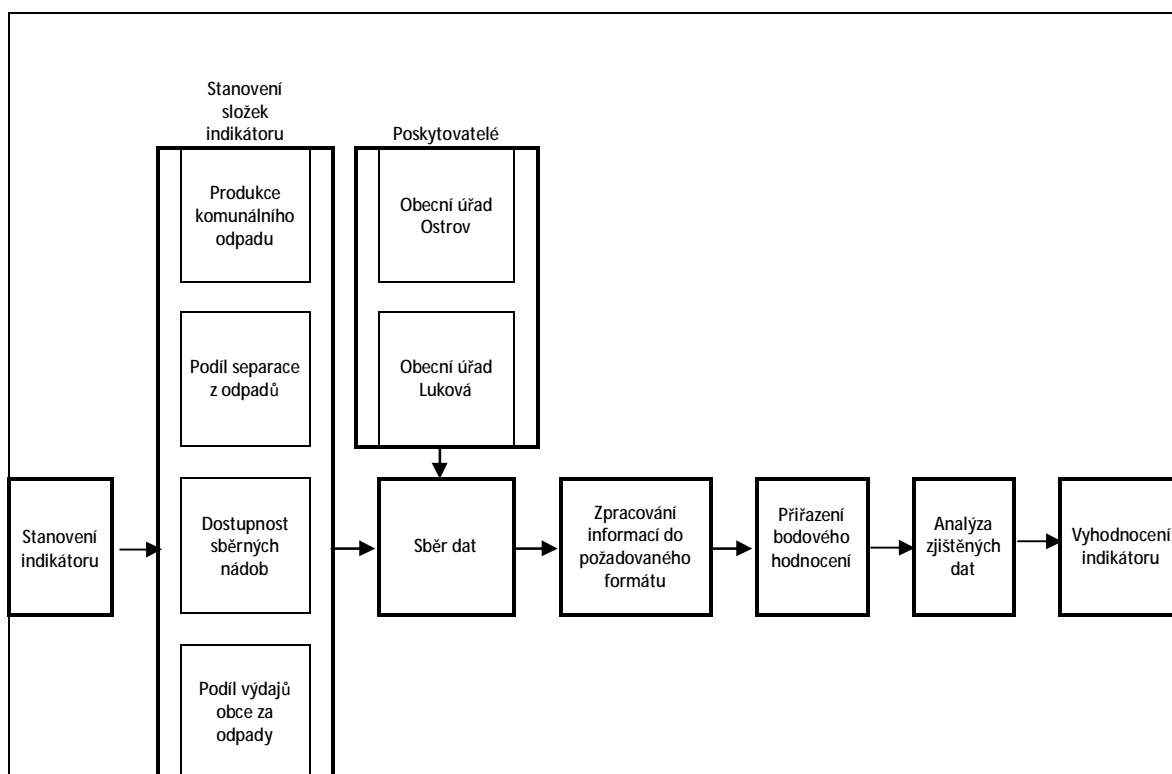 Stanovení
složek
indikátoru
Poskytovatelé
Produkce
komunálního
odpadu
Obecní úřad
Ostrov
Podíl separace
z odpadů
Obecní úřad
Luková
Stanovení
indikátoru
Dostupnost
sběrných
nádob
Sběr dat
Zpracování
informací do
požadovaného
formátu
Přiřazení
bodového
hodnocení
Analýza
zjištěných
dat
Vyhodnocení
indikátoru
Podíl výdajů
obce za
odpady